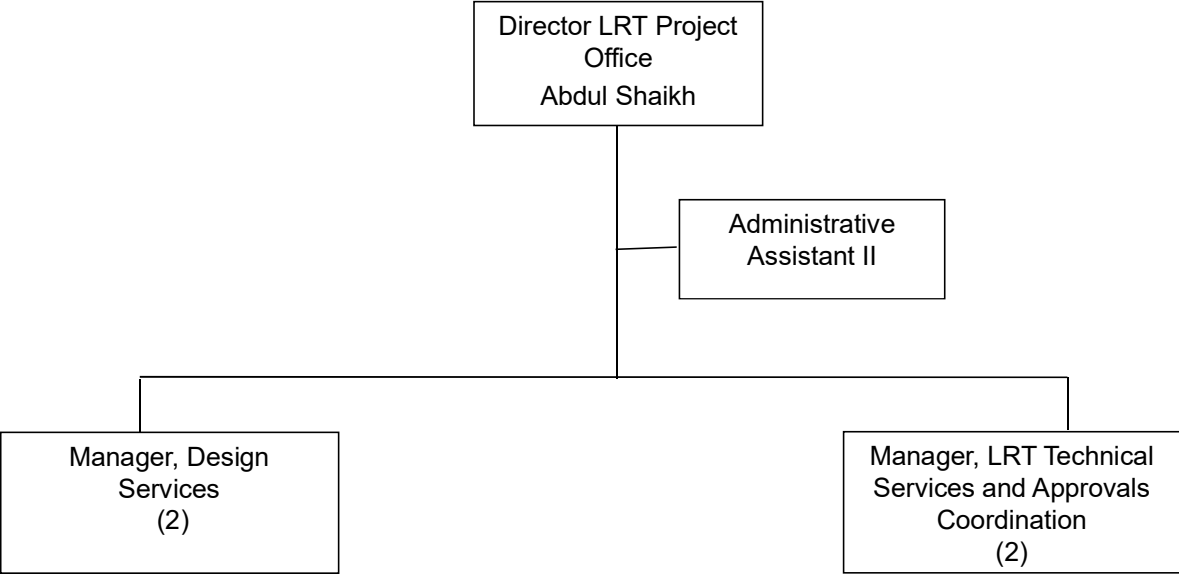 Director LRT Project
Office
Abdul Shaikh
Administrative
Assistant II
Manager, Design
Services
(2)
Manager, LRT Technical
Services and Approvals
Coordination
(2)